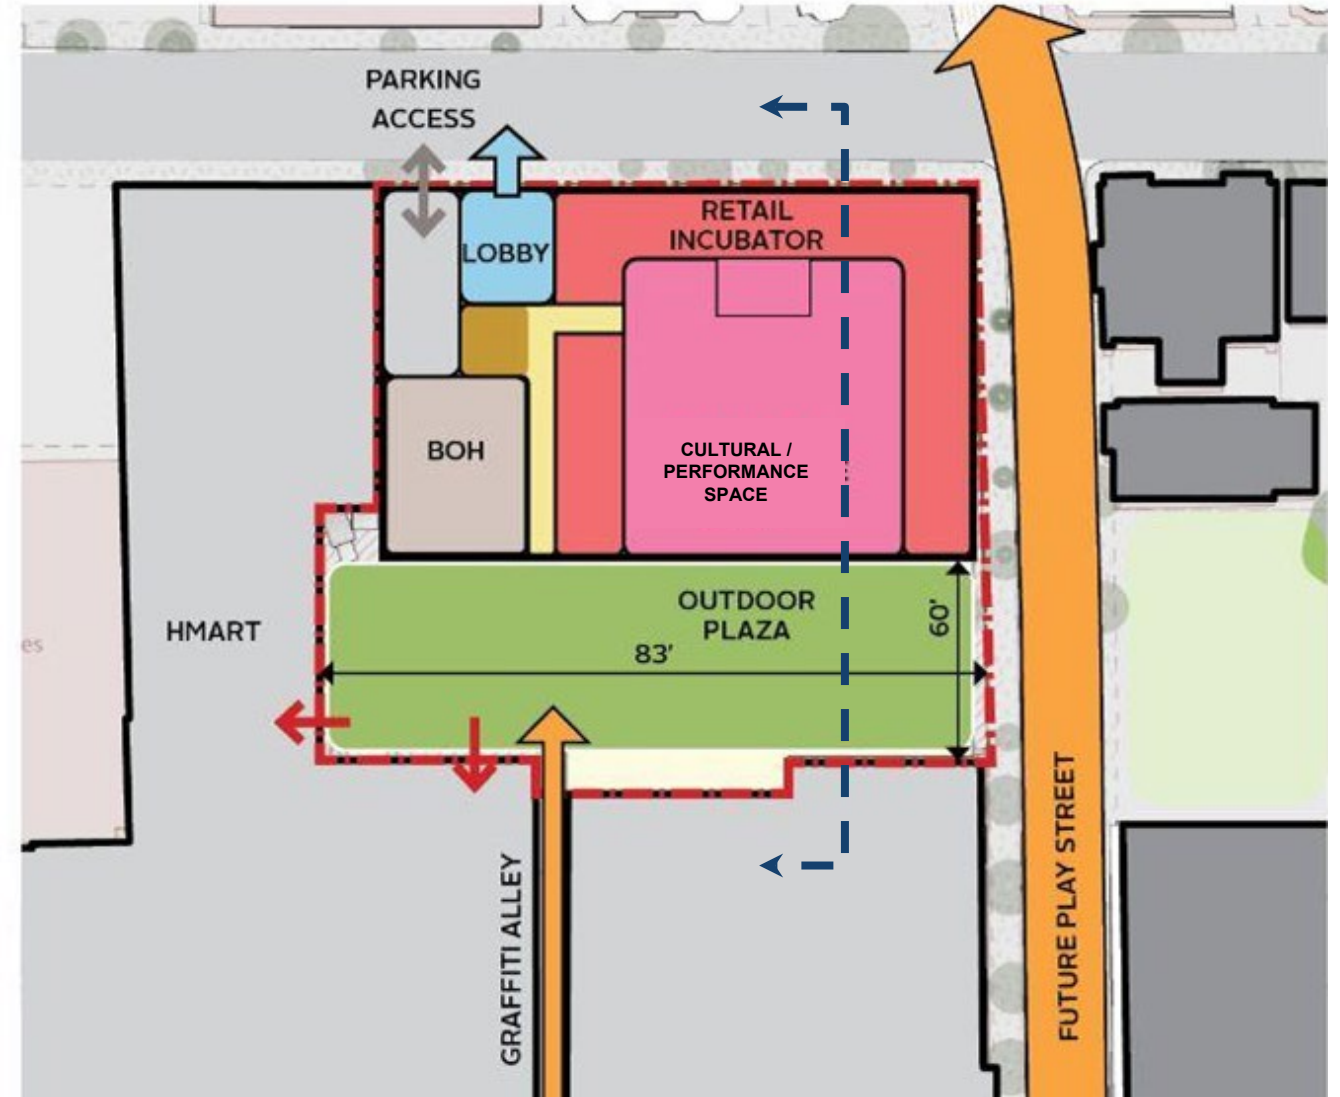 PARKING
ACCESS
LOBBY
RETAIL
INCUBATOR
BOH
CULTURAL /
PERFORMANCE
SPACE
OUTDOOR
PLAZA
60'
83'
HMART
es
GRAFFITI ALLEY
FUTURE PLAY STREET